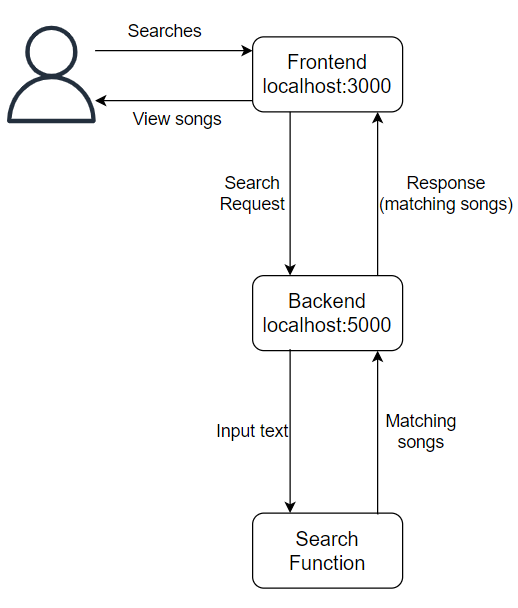 Searches
Frontend
localhost:3000
View songs
Search
Request
Response
(matching songs)
Backend
localhost:5000
Input text
Matching
songs
Search
Function